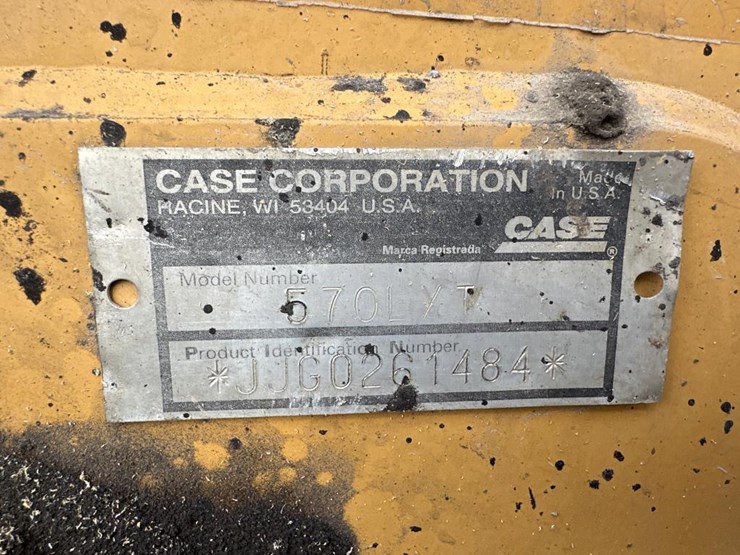 CASE CORPORATION
RACINE, WI 53404 U.S.A.
Made
in U.S.A.
CASE
Marca Registrada ®
Model Number
570LXT
Product Identification Number
*JJG0261484*